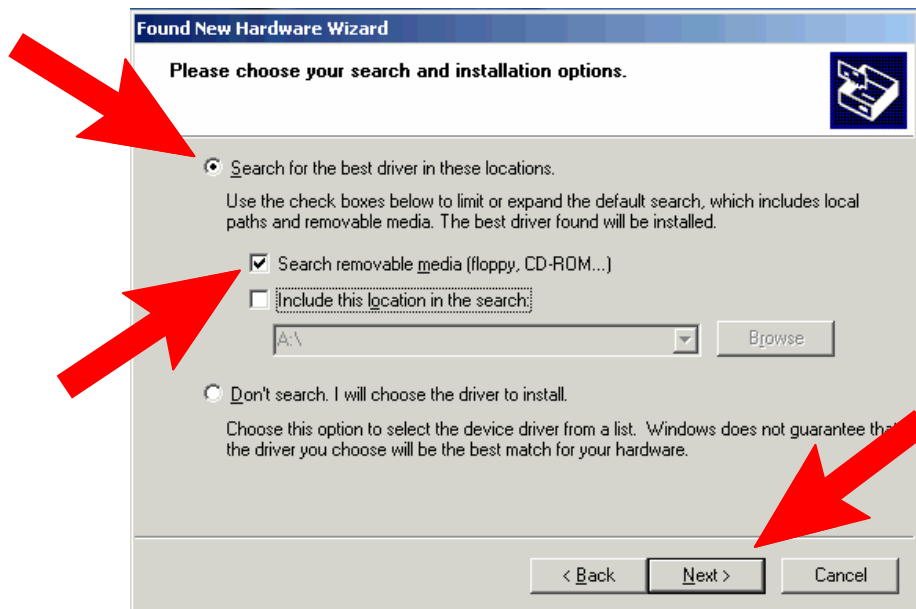 Found New Hardware Wizard
Please choose your search and installation options.
Search for the best driver in these locations.
Use the check boxes below to limit or expand the default search, which includes local
paths and removable media. The best driver found will be installed.
Search removable media (floppy, CD-ROM...)
Include this location in the search:
A:\
Browse
Don't search. I will choose the driver to install.
Choose this option to select the device driver from a list. Windows does not guarantee that
the driver you choose will be the best match for your hardware.
< Back
Next >
Cancel